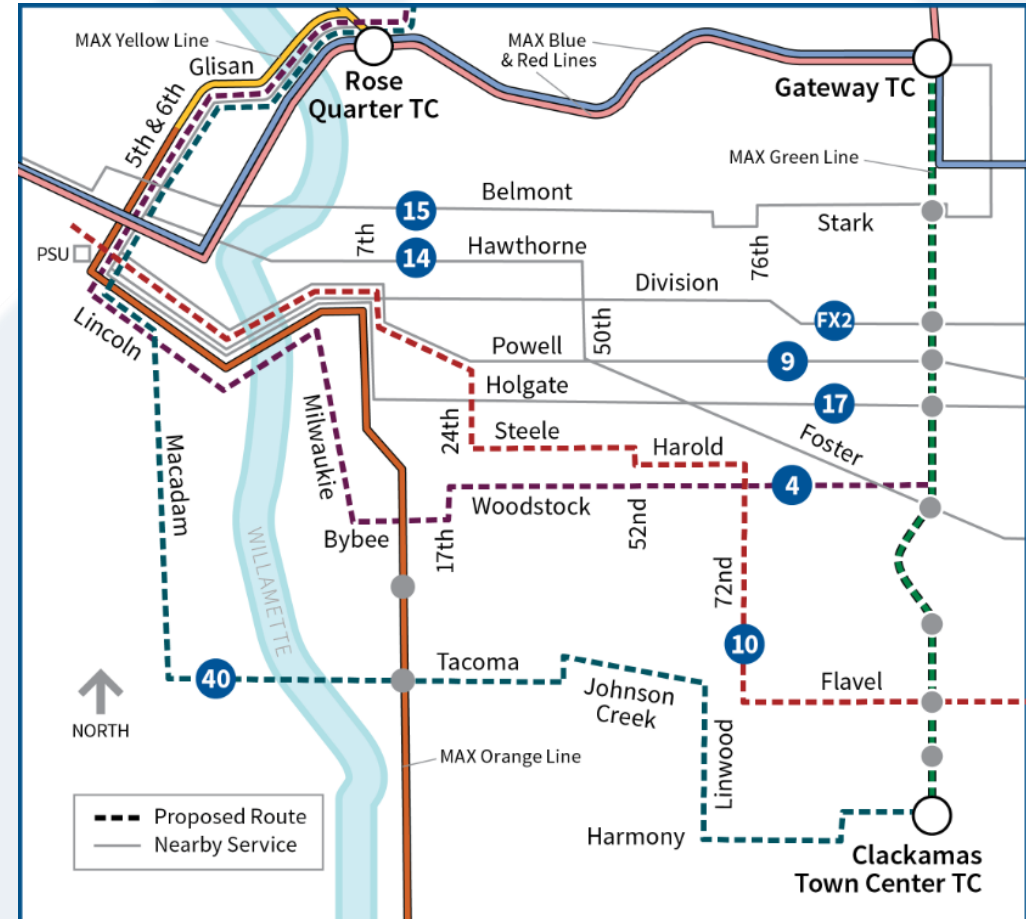 MAX Yellow Line
Glisan
MAX Blue
& Red Lines
Rose
Quarter TC
Gateway TC
5th & 6th
MAX Green Line
Belmont
15
Stark
7th
Hawthorne
14
76th
PSU
Division
FX2
Lincoln
50th
Powell
9
Holgate
17
Milwaukie
24th
Steele
Harold
Foster
Macadam
4
Woodstock
Bybee
17th
52nd
WILLAMETTE
72nd
10
Tacoma
40
Johnson
Creek
Flavel
NORTH
MAX Orange Line
Linwood
Proposed Route
Nearby Service
Harmony
Clackamas
Town Center TC